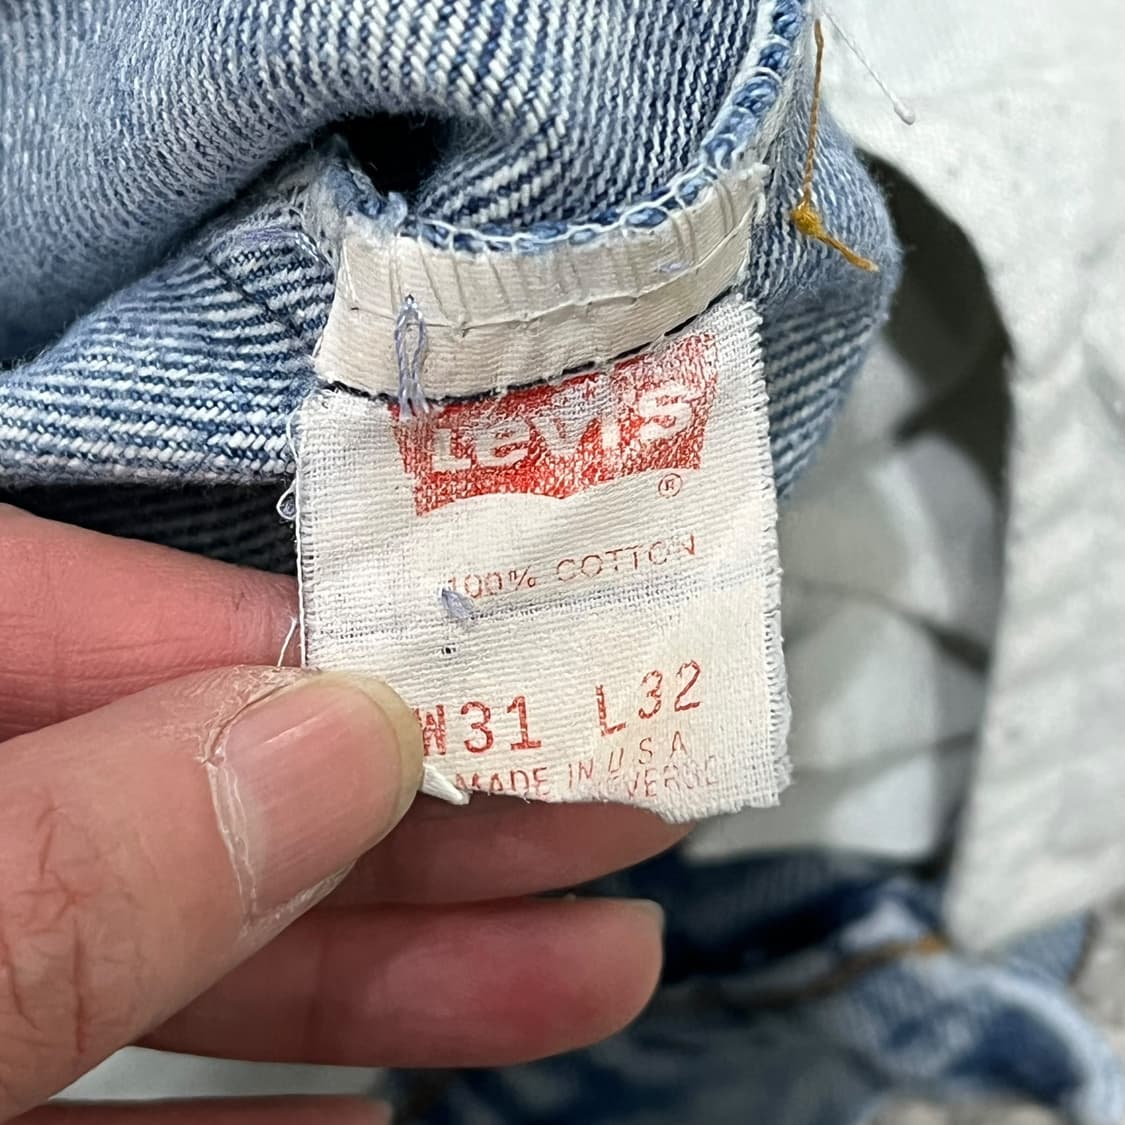 LEVI'S
®
100% COTTON
W31 L32
MADE IN U S A